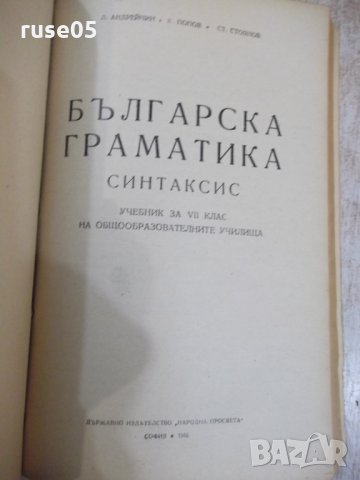 ruse05
Л. АНДРЕЙЧИН • К. ПОПОВ • СТ. СТОЯНОВ
БЪЛГАРСКА
ГРАМАТИКА
СИНТАКСИС
УЧЕБНИК ЗА VII КЛАС
НА ОБЩООБРАЗОВАТЕЛНИТЕ УЧИЛИЩА
ДЪРЖАВНО ИЗДАТЕЛСТВО „НАРОДНА ПРОСВЕТА“
СОФИЯ •
BAZAR